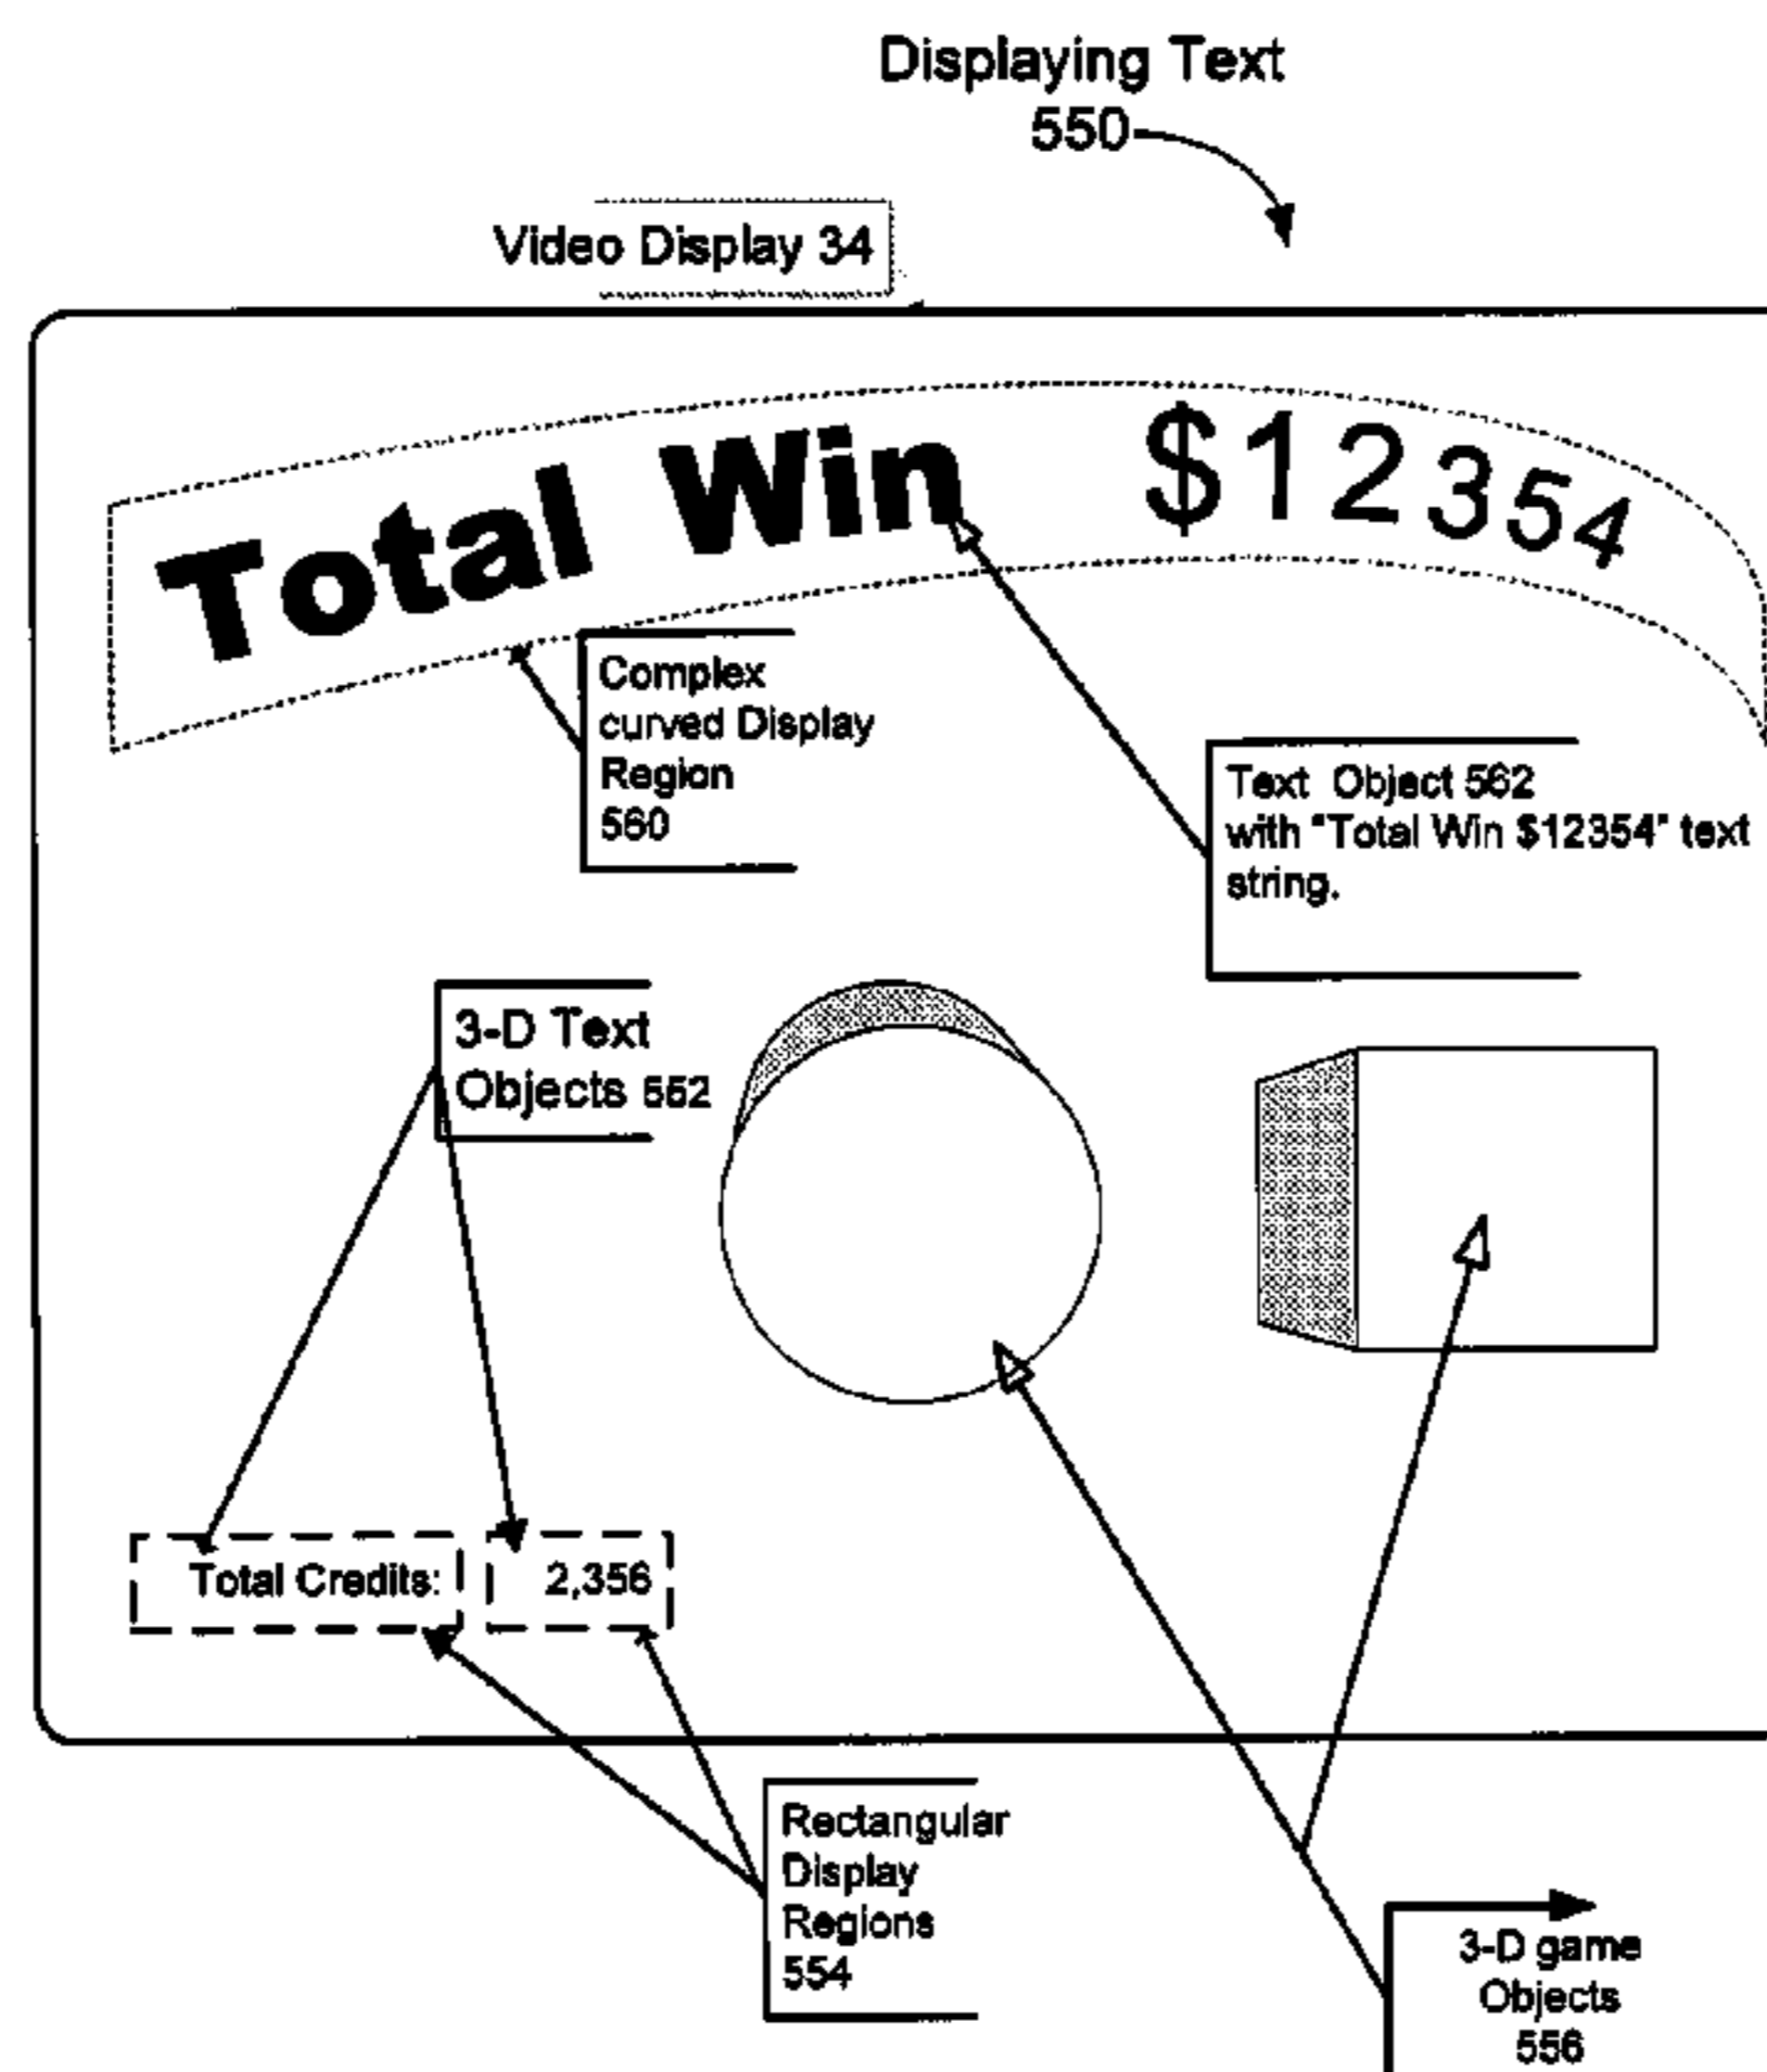 Displaying Text
550
Video Display 34
Total Win $12354
Complex
curved Display
Region
560
Text Object 562
with "Total Win $12354" text
string.
3-D Text
Objects 552
Total Credits: 2,356
Rectangular
Display
Regions
554
3-D game
Objects
556